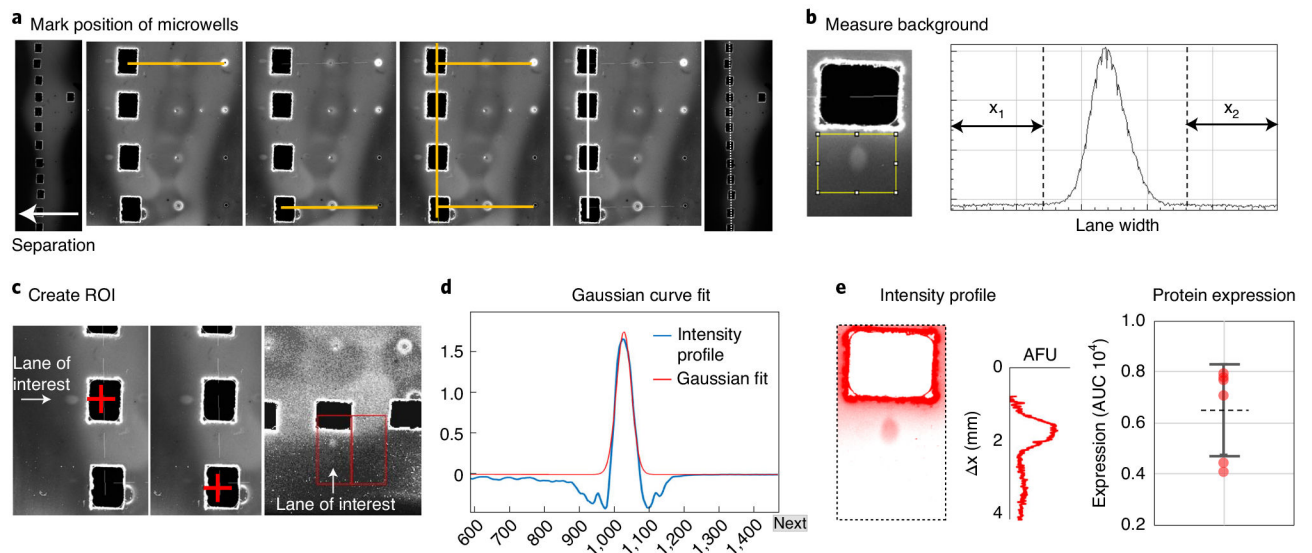 a Mark position of microwells
Separation
b Measure background
x1
x2
Lane width
c Create ROI
Lane of
interest
Lane of interest
d Gaussian curve fit
1.5
1.0
0.5
0
Intensity
profile
Gaussian fit
600 700 800 900 1,000 1,100 1,200 1,300 1,400
Next
e Intensity profile
AFU
0
2
4
Δx (mm)
Protein expression
Expression (AUC 10⁴)
1.0
0.8
0.6
0.4
0.2